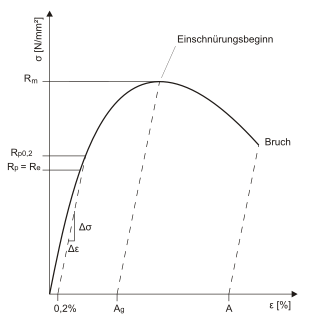 σ [N/mm²]
Einschnürungsbeginn
Rm
Bruch
Rp0,2
Rp = Re
Δσ
Δε
0,2%
Ag
A
ε [%]